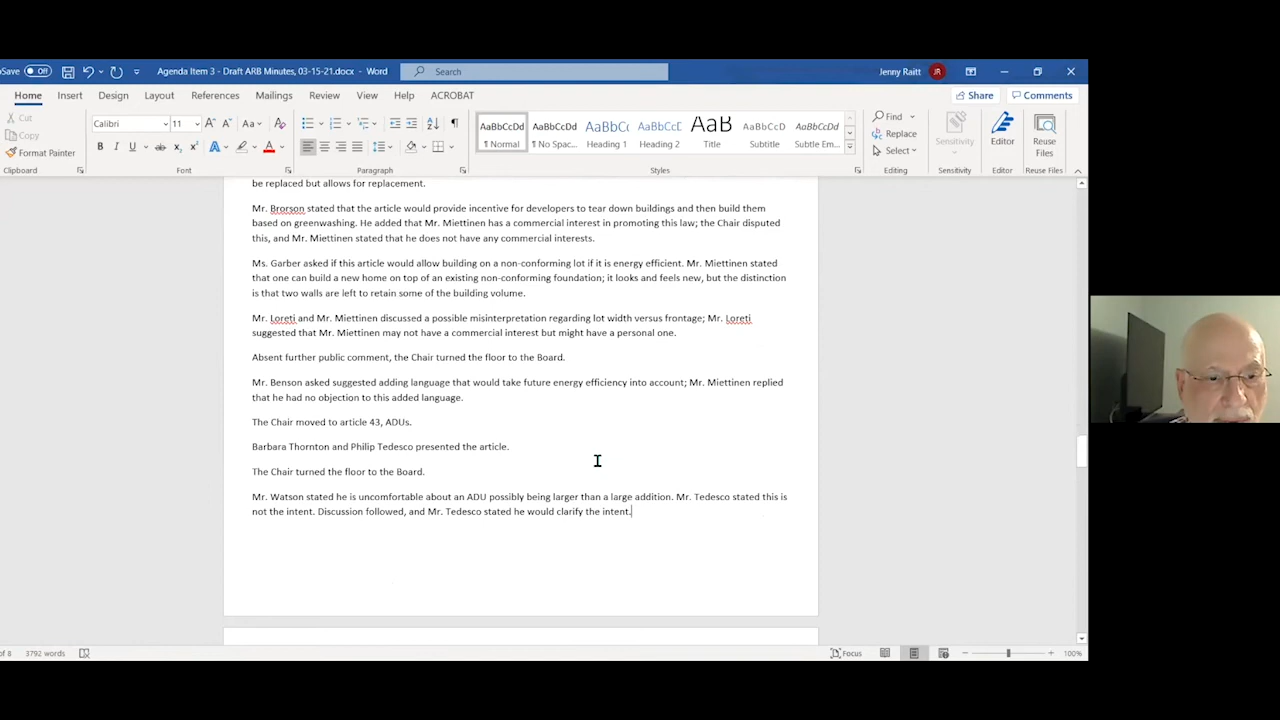 Save Off Agenda Item 3 - Draft ARB Minutes, 03-15-21.docx - Word Search Jenny Raitt JR
Home Insert Design Layout References Mailings Review View Help ACROBAT Share Comments
Cut
Copy
Format Painter
Clipboard
Calibri 11 A A Aa A
B I U ab x₂ x² A A
Font
Paragraph
AaBbCcDd AaBbCcDd AaBbCc AaBbCcD AaB AaBbCcD AaBbCcDd
¶ Normal ¶ No Spac... Heading 1 Heading 2 Title Subtitle Subtle Em...
Styles
Find
Replace
Select
Editing
Sensitivity
Sensitivity
Editor
Editor
Reuse
Files
Reuse Files
be replaced but allows for replacement.
Mr. Brorson stated that the article would provide incentive for developers to tear down buildings and then build them
based on greenwashing. He added that Mr. Miettinen has a commercial interest in promoting this law; the Chair disputed
this, and Mr. Miettinen stated that he does not have any commercial interests.
Ms. Garber asked if this article would allow building on a non-conforming lot if it is energy efficient. Mr. Miettinen stated
that one can build a new home on top of an existing non-conforming foundation; it looks and feels new, but the distinction
is that two walls are left to retain some of the building volume.
Mr. Loreti and Mr. Miettinen discussed a possible misinterpretation regarding lot width versus frontage; Mr. Loreti
suggested that Mr. Miettinen may not have a commercial interest but might have a personal one.
Absent further public comment, the Chair turned the floor to the Board.
Mr. Benson asked suggested adding language that would take future energy efficiency into account; Mr. Miettinen replied
that he had no objection to this added language.
The Chair moved to article 43, ADUs.
Barbara Thornton and Philip Tedesco presented the article.
The Chair turned the floor to the Board.
Mr. Watson stated he is uncomfortable about an ADU possibly being larger than a large addition. Mr. Tedesco stated this is
not the intent. Discussion followed, and Mr. Tedesco stated he would clarify the intent.
of 8 3792 words Focus 100%